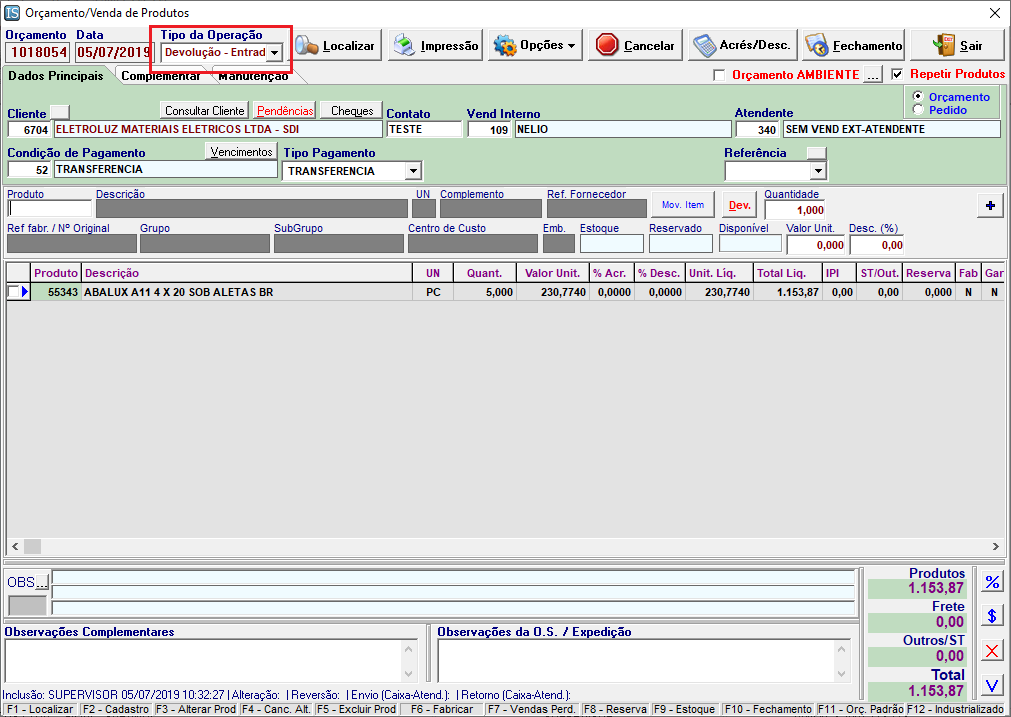 IS Orçamento/Venda de Produtos
Orçamento Data Tipo da Operação
1018054 05/07/2019 Devolução - Entrad Localizar Impressão Opções Cancelar Acrés/Desc. Fechamento Sair
Dados Principais Complementar Manutenção Orçamento AMBIENTE ... Repetir Produtos
Orçamento
Pedido
Cliente Consultar Cliente Pendências Cheques Contato Vend Interno Atendente
6704 ELETROLUZ MATERIAIS ELETRICOS LTDA - SDI TESTE 109 NELIO 340 SEM VEND EXT-ATENDENTE
Condição de Pagamento Vencimentos Tipo Pagamento Referência
52 TRANSFERENCIA TRANSFERENCIA
Produto Descrição UN Complemento Ref. Fornecedor Mov. Item Dev. Quantidade
1,000 +
Ref fabr. / Nº Original Grupo SubGrupo Centro de Custo Emb. Estoque Reservado Disponível Valor Unit. Desc. (%)
0,000 0,00
Produto Descrição UN Quant. Valor Unit. % Acr. % Desc. Unit. Líq. Total Liq. IPI ST/Out. Reserva Fab Gar
55343 ABALUX A11 4 X 20 SOB ALETAS BR PC 5,000 230,7740 0,0000 0,0000 230,7740 1.153,87 0,00 0,00 0,000 N N
OBS...
Produtos
1.153,87 %
Frete
0,00 $
Outros/ST
0,00 X
Total
1.153,87 V
Observações Complementares Observações da O.S. / Expedição
Inclusão: SUPERVISOR 05/07/2019 10:32:27 | Alteração: | Reversão: | Envio (Caixa-Atend.): | Retorno (Caixa-Atend.):
F1 - Localizar F2 - Cadastro F3 - Alterar Prod F4 - Canc. Alt. F5 - Excluir Prod F6 - Fabricar F7 - Vendas Perd. F8 - Reserva F9 - Estoque F10 - Fechamento F11 - Orç. Padrão F12 - Industrializado